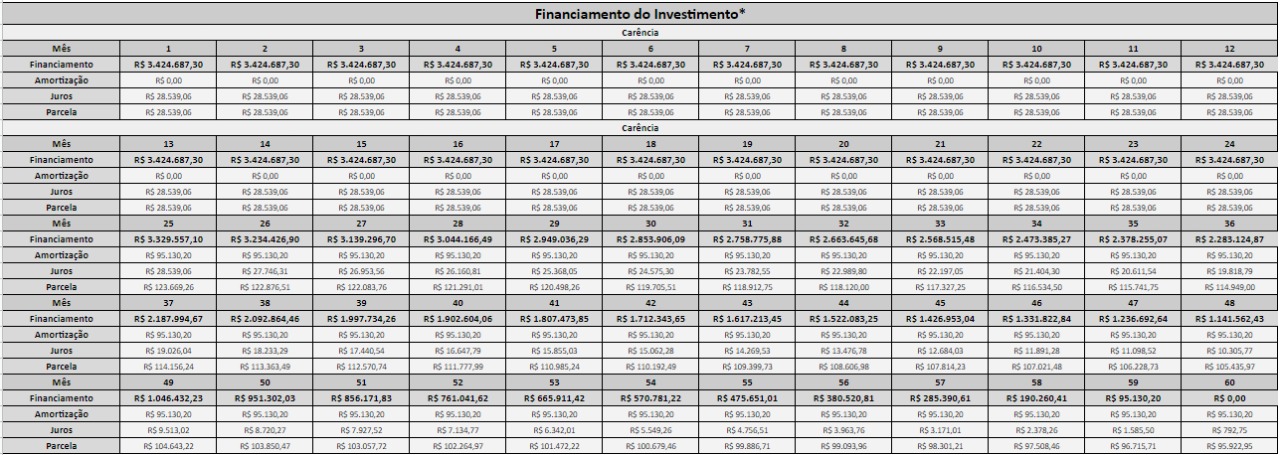 Financiamento do Investimento*
Carência
Mês 1 2 3 4 5 6 7 8 9 10 11 12
Financiamento R$ 3.424.687,30 R$ 3.424.687,30 R$ 3.424.687,30 R$ 3.424.687,30 R$ 3.424.687,30 R$ 3.424.687,30 R$ 3.424.687,30 R$ 3.424.687,30 R$ 3.424.687,30 R$ 3.424.687,30 R$ 3.424.687,30 R$ 3.424.687,30
Amortização R$ 0,00 R$ 0,00 R$ 0,00 R$ 0,00 R$ 0,00 R$ 0,00 R$ 0,00 R$ 0,00 R$ 0,00 R$ 0,00 R$ 0,00 R$ 0,00
Juros R$ 28.539,06 R$ 28.539,06 R$ 28.539,06 R$ 28.539,06 R$ 28.539,06 R$ 28.539,06 R$ 28.539,06 R$ 28.539,06 R$ 28.539,06 R$ 28.539,06 R$ 28.539,06 R$ 28.539,06
Parcela R$ 28.539,06 R$ 28.539,06 R$ 28.539,06 R$ 28.539,06 R$ 28.539,06 R$ 28.539,06 R$ 28.539,06 R$ 28.539,06 R$ 28.539,06 R$ 28.539,06 R$ 28.539,06 R$ 28.539,06
Carência
Mês 13 14 15 16 17 18 19 20 21 22 23 24
Financiamento R$ 3.424.687,30 R$ 3.424.687,30 R$ 3.424.687,30 R$ 3.424.687,30 R$ 3.424.687,30 R$ 3.424.687,30 R$ 3.424.687,30 R$ 3.424.687,30 R$ 3.424.687,30 R$ 3.424.687,30 R$ 3.424.687,30 R$ 3.424.687,30
Amortização R$ 0,00 R$ 0,00 R$ 0,00 R$ 0,00 R$ 0,00 R$ 0,00 R$ 0,00 R$ 0,00 R$ 0,00 R$ 0,00 R$ 0,00 R$ 0,00
Juros R$ 28.539,06 R$ 28.539,06 R$ 28.539,06 R$ 28.539,06 R$ 28.539,06 R$ 28.539,06 R$ 28.539,06 R$ 28.539,06 R$ 28.539,06 R$ 28.539,06 R$ 28.539,06 R$ 28.539,06
Parcela R$ 28.539,06 R$ 28.539,06 R$ 28.539,06 R$ 28.539,06 R$ 28.539,06 R$ 28.539,06 R$ 28.539,06 R$ 28.539,06 R$ 28.539,06 R$ 28.539,06 R$ 28.539,06 R$ 28.539,06
Mês 25 26 27 28 29 30 31 32 33 34 35 36
Financiamento R$ 3.329.557,10 R$ 3.234.426,90 R$ 3.139.296,70 R$ 3.044.166,49 R$ 2.949.036,29 R$ 2.853.906,09 R$ 2.758.775,88 R$ 2.663.645,68 R$ 2.568.515,48 R$ 2.473.385,27 R$ 2.378.255,07 R$ 2.283.124,87
Amortização R$ 95.130,20 R$ 95.130,20 R$ 95.130,20 R$ 95.130,20 R$ 95.130,20 R$ 95.130,20 R$ 95.130,20 R$ 95.130,20 R$ 95.130,20 R$ 95.130,20 R$ 95.130,20 R$ 95.130,20
Juros R$ 28.539,06 R$ 27.746,31 R$ 26.953,56 R$ 26.160,81 R$ 25.368,05 R$ 24.575,30 R$ 23.782,55 R$ 22.989,80 R$ 22.197,05 R$ 21.404,30 R$ 20.611,54 R$ 19.818,79
Parcela R$ 123.669,26 R$ 122.876,51 R$ 122.083,76 R$ 121.291,01 R$ 120.498,26 R$ 119.705,51 R$ 118.912,75 R$ 118.120,00 R$ 117.327,25 R$ 116.534,50 R$ 115.741,75 R$ 114.949,00
Mês 37 38 39 40 41 42 43 44 45 46 47 48
Financiamento R$ 2.187.994,67 R$ 2.092.864,46 R$ 1.997.734,26 R$ 1.902.604,06 R$ 1.807.473,85 R$ 1.712.343,65 R$ 1.617.213,45 R$ 1.522.083,25 R$ 1.426.953,04 R$ 1.331.822,84 R$ 1.236.692,64 R$ 1.141.562,43
Amortização R$ 95.130,20 R$ 95.130,20 R$ 95.130,20 R$ 95.130,20 R$ 95.130,20 R$ 95.130,20 R$ 95.130,20 R$ 95.130,20 R$ 95.130,20 R$ 95.130,20 R$ 95.130,20 R$ 95.130,20
Juros R$ 19.026,04 R$ 18.233,29 R$ 17.440,54 R$ 16.647,79 R$ 15.855,03 R$ 15.062,28 R$ 14.269,53 R$ 13.476,78 R$ 12.684,03 R$ 11.891,28 R$ 11.098,52 R$ 10.305,77
Parcela R$ 114.156,24 R$ 113.363,49 R$ 112.570,74 R$ 111.777,99 R$ 110.985,24 R$ 110.192,49 R$ 109.399,73 R$ 108.606,98 R$ 107.814,23 R$ 107.021,48 R$ 106.228,73 R$ 105.435,97
Mês 49 50 51 52 53 54 55 56 57 58 59 60
Financiamento R$ 1.046.432,23 R$ 951.302,03 R$ 856.171,83 R$ 761.041,62 R$ 665.911,42 R$ 570.781,22 R$ 475.651,01 R$ 380.520,81 R$ 285.390,61 R$ 190.260,41 R$ 95.130,20 R$ 0,00
Amortização R$ 95.130,20 R$ 95.130,20 R$ 95.130,20 R$ 95.130,20 R$ 95.130,20 R$ 95.130,20 R$ 95.130,20 R$ 95.130,20 R$ 95.130,20 R$ 95.130,20 R$ 95.130,20 R$ 95.130,20
Juros R$ 9.513,02 R$ 8.720,27 R$ 7.927,52 R$ 7.134,77 R$ 6.342,01 R$ 5.549,26 R$ 4.756,51 R$ 3.963,76 R$ 3.171,01 R$ 2.378,26 R$ 1.585,50 R$ 792,75
Parcela R$ 104.643,22 R$ 103.850,47 R$ 103.057,72 R$ 102.264,97 R$ 101.472,22 R$ 100.679,46 R$ 99.886,71 R$ 99.093,96 R$ 98.301,21 R$ 97.508,46 R$ 96.715,71 R$ 95.922,95